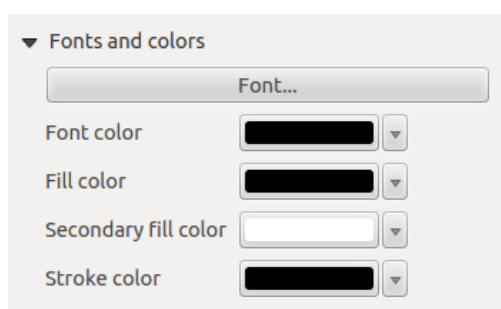 Fonts and colors
Font...
Font color
Fill color
Secondary fill color
Stroke color